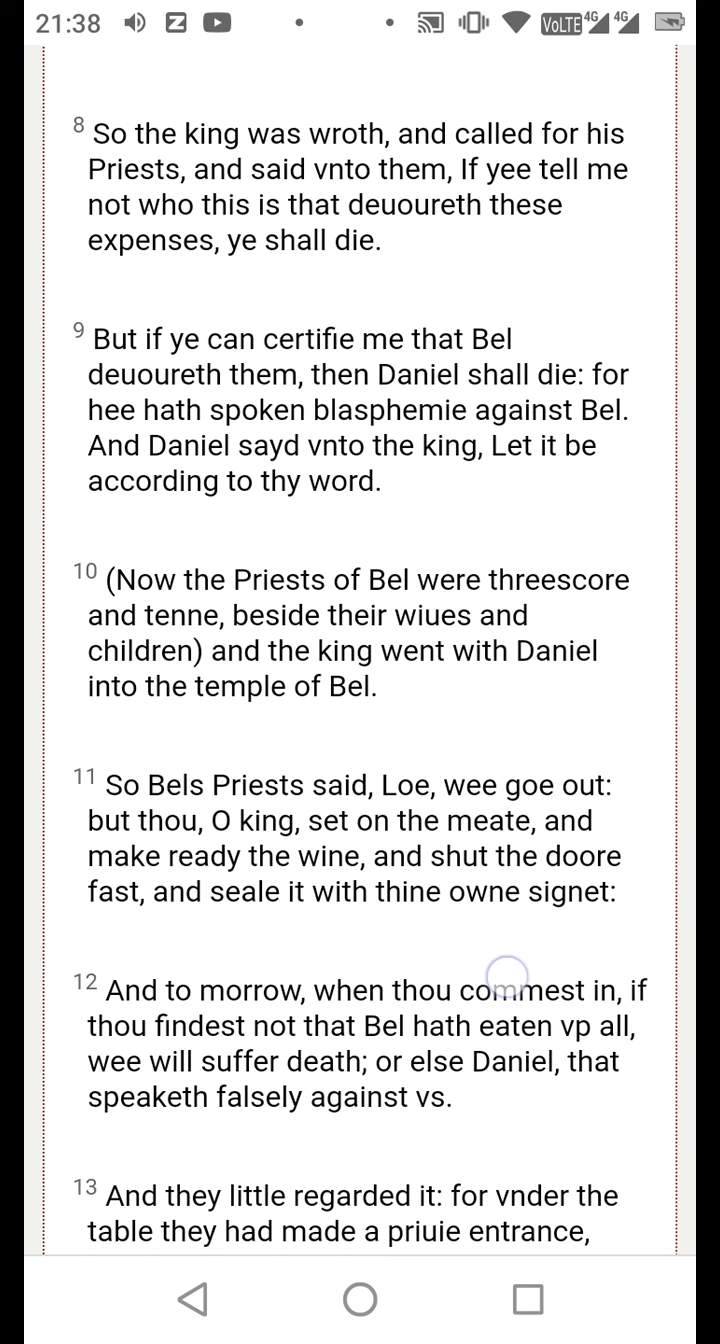 21:38
VoLTE 4G 4G
8 So the king was wroth, and called for his
Priests, and said vnto them, If yee tell me
not who this is that deuoureth these
expenses, ye shall die.
9 But if ye can certifie me that Bel
deuoureth them, then Daniel shall die: for
hee hath spoken blasphemie against Bel.
And Daniel sayd vnto the king, Let it be
according to thy word.
10 (Now the Priests of Bel were threescore
and tenne, beside their wiues and
children) and the king went with Daniel
into the temple of Bel.
11 So Bels Priests said, Loe, wee goe out:
but thou, O king, set on the meate, and
make ready the wine, and shut the doore
fast, and seale it with thine owne signet:
12 And to morrow, when thou commest in, if
thou findest not that Bel hath eaten vp all,
wee will suffer death; or else Daniel, that
speaketh falsely against vs.
13 And they little regarded it: for vnder the
table they had made a priuie entrance,